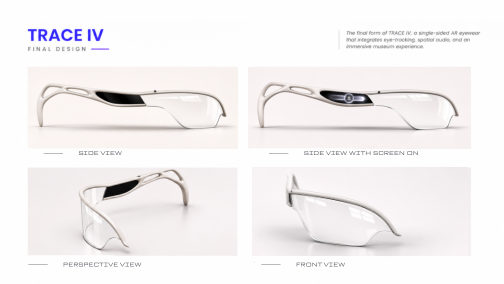 TRACE IV
FINAL DESIGN
The final form of TRACE IV, a single-sided AR eyewear
that integrates eye-tracking, spatial audio, and an
immersive museum experience.
SIDE VIEW
SIDE VIEW WITH SCREEN ON
PERSPECTIVE VIEW
FRONT VIEW